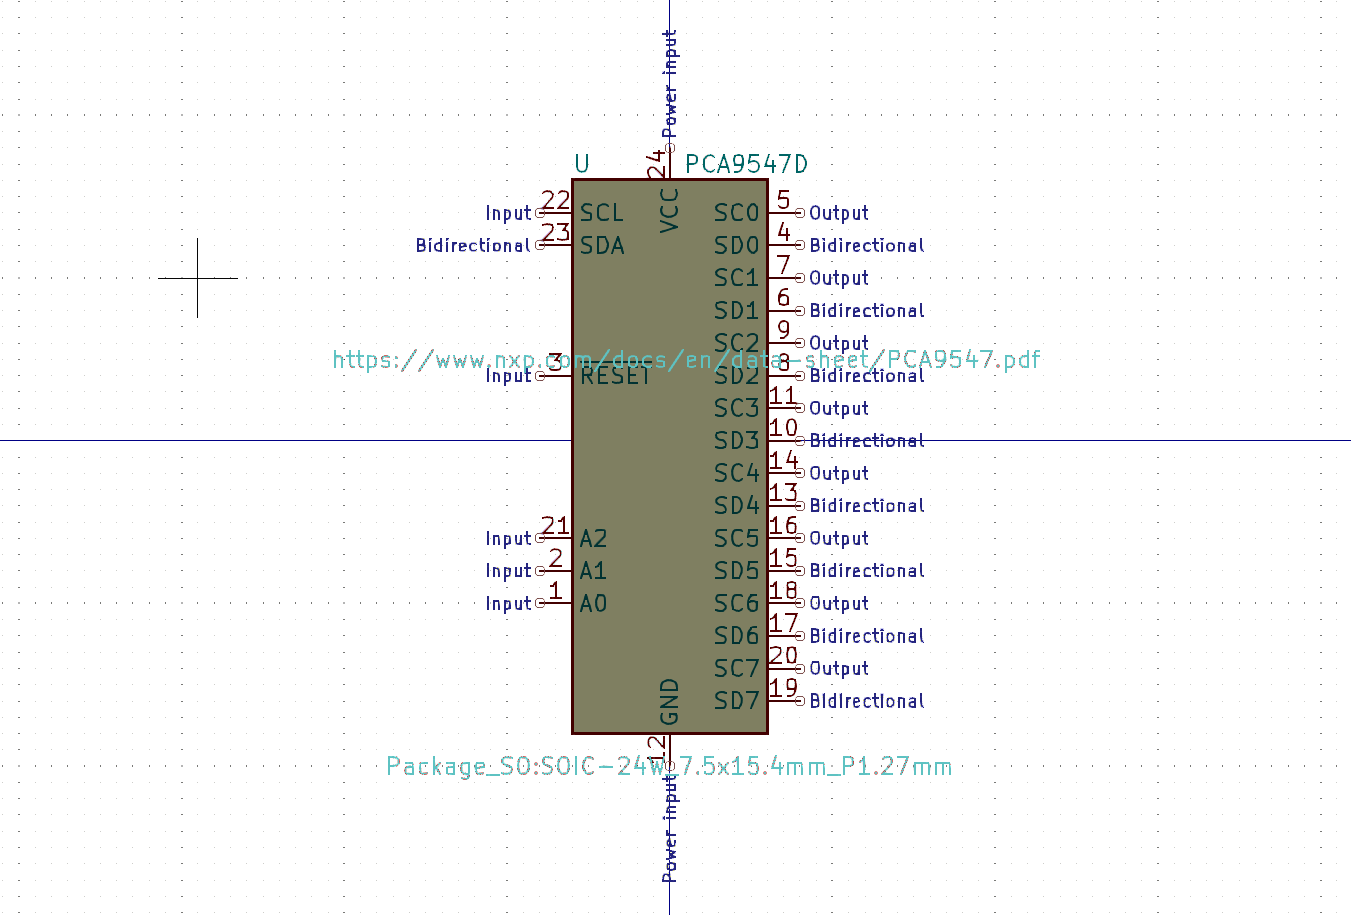 Power input
24
U PCA9547D
VCC
Input 22 SCL SC0 5 Output
Bidirectional 23 SDA SD0 4 Bidirectional
SC1 7 Output
SD1 6 Bidirectional
SC2 9 Output
https://www.nxp.com/docs/en/data-sheet/PCA9547.pdf
Input 3 RESET SD2 8 Bidirectional
SC3 11 Output
SD3 10 Bidirectional
SC4 14 Output
SD4 13 Bidirectional
Input 21 A2 SC5 16 Output
Input 2 A1 SD5 15 Bidirectional
Input 1 A0 SC6 18 Output
SD6 17 Bidirectional
SC7 20 Output
SD7 19 Bidirectional
GND
12
Package_SO:SOIC-24W_7.5x15.4mm_P1.27mm
Power input